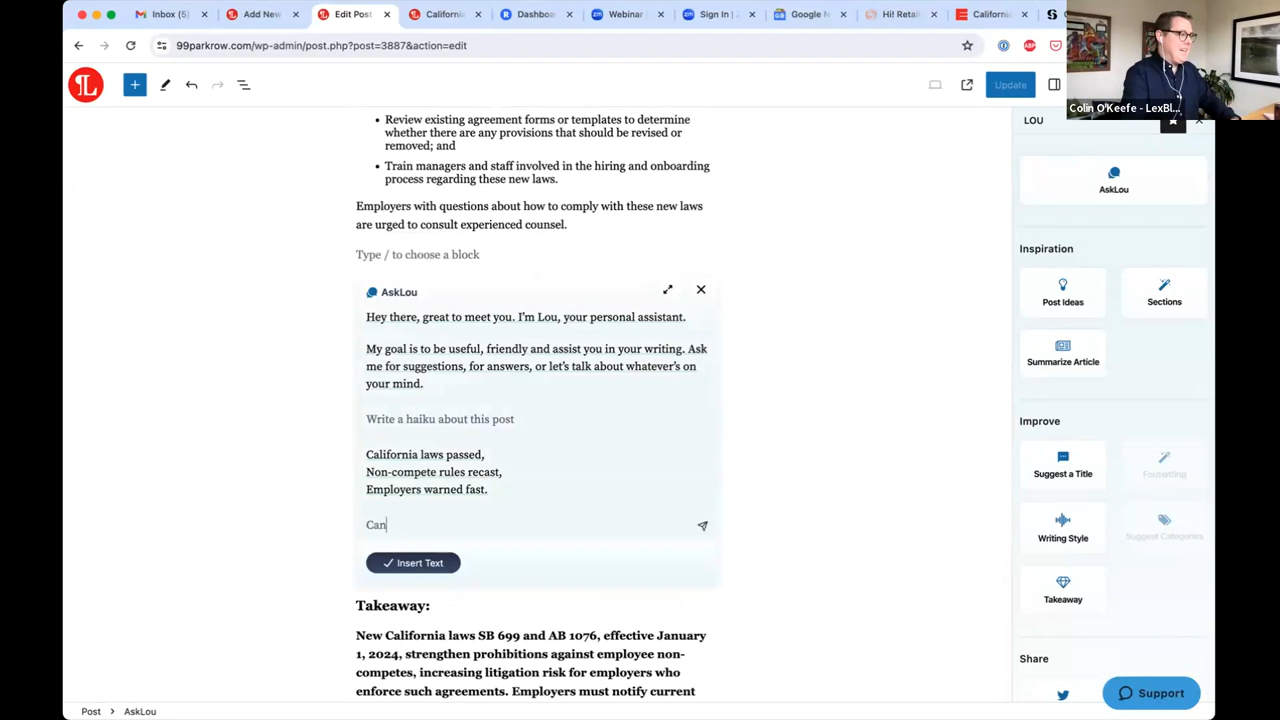 Inbox (5)
Add New
Edit Post
California
Dashboa
Webinar
Sign In |
Google N
Hi! Retai
California
99parkrow.com/wp-admin/post.php?post=3887&action=edit
ABP
Colin O'Keefe - LexBl...
Update
Review existing agreement forms or templates to determine
whether there are any provisions that should be revised or
removed; and
Train managers and staff involved in the hiring and onboarding
process regarding these new laws.
Employers with questions about how to comply with these new laws
are urged to consult experienced counsel.
Type / to choose a block
AskLou
Hey there, great to meet you. I'm Lou, your personal assistant.
My goal is to be useful, friendly and assist you in your writing. Ask
me for suggestions, for answers, or let's talk about whatever's on
your mind.
Write a haiku about this post
California laws passed,
Non-compete rules recast,
Employers warned fast.
Can
Insert Text
Takeaway:
New California laws SB 699 and AB 1076, effective January
1, 2024, strengthen prohibitions against employee non-
competes, increasing litigation risk for employers who
enforce such agreements. Employers must notify current
LOU
AskLou
Inspiration
Post Ideas
Sections
Summarize Article
Improve
Suggest a Title
Formatting
Writing Style
Suggest Categories
Takeaway
Share
Support
Post > AskLou